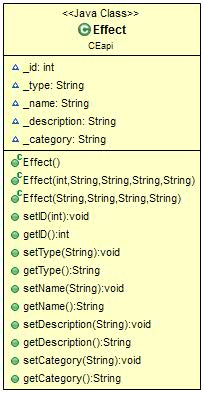 <<Java Class>>
Effect
CEapi
_id: int
_type: String
_name: String
_description: String
_category: String
Effect()
Effect(int,String,String,String,String)
Effect(String,String,String,String)
setID(int):void
getID():int
setType(String):void
getType():String
setName(String):void
getName():String
setDescription(String):void
getDescription():String
setCategory(String):void
getCategory():String